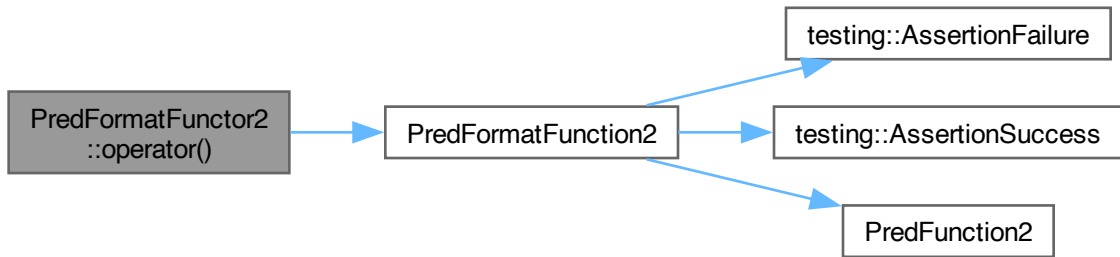 PredFormatFunctor2
::operator()
PredFormatFunction2
testing::AssertionFailure
testing::AssertionSuccess
PredFunction2